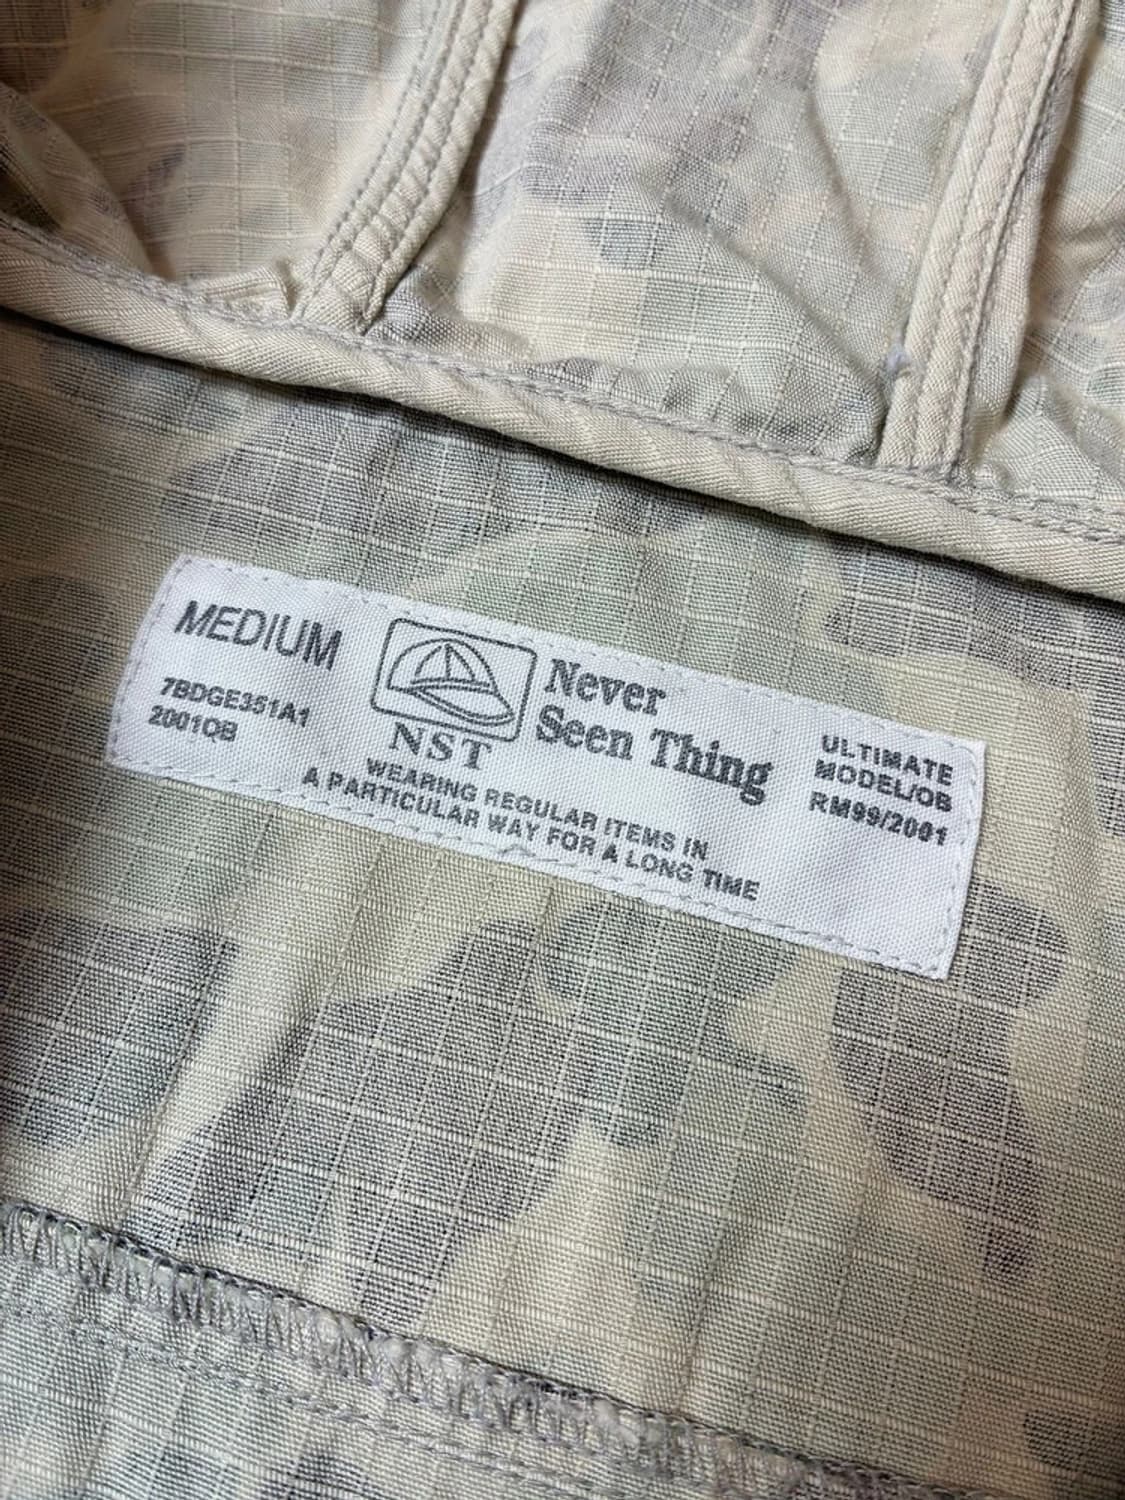 MEDIUM
7BDGE351A1
2001OB
NST
Never
Seen Thing
WEARING REGULAR ITEMS IN
A PARTICULAR WAY FOR A LONG TIME
ULTIMATE
MODEL/OB
RM99/2001